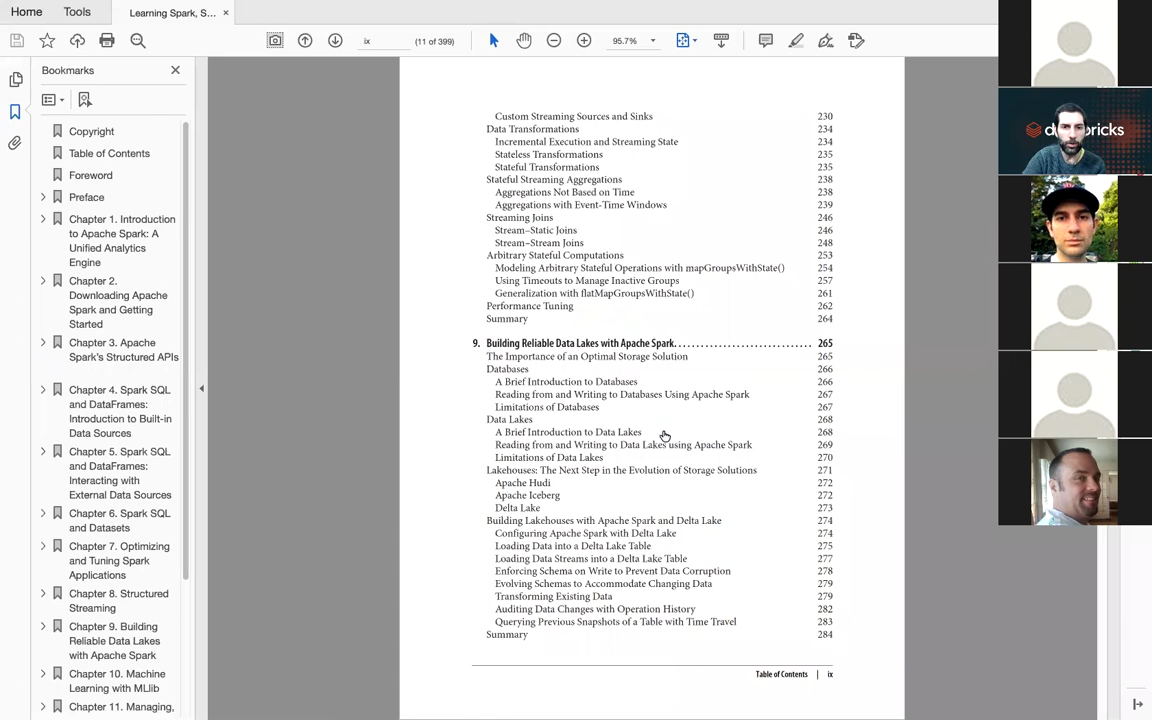 Home
Tools
Learning Spark, S...
×
ix
(11 of 399)
95.7%
Bookmarks
Copyright
Table of Contents
Foreword
Preface
Chapter 1. Introduction
to Apache Spark: A
Unified Analytics
Engine
Chapter 2.
Downloading Apache
Spark and Getting
Started
Chapter 3. Apache
Spark's Structured APIs
Chapter 4. Spark SQL
and DataFrames:
Introduction to Built-in
Data Sources
Chapter 5. Spark SQL
and DataFrames:
Interacting with
External Data Sources
Chapter 6. Spark SQL
and Datasets
Chapter 7. Optimizing
and Tuning Spark
Applications
Chapter 8. Structured
Streaming
Chapter 9. Building
Reliable Data Lakes
with Apache Spark
Chapter 10. Machine
Learning with MLlib
Chapter 11. Managing,
Custom Streaming Sources and Sinks 230
Data Transformations 234
Incremental Execution and Streaming State 234
Stateless Transformations 235
Stateful Transformations 235
Stateful Streaming Aggregations 238
Aggregations Not Based on Time 238
Aggregations with Event-Time Windows 239
Streaming Joins 246
Stream–Static Joins 246
Stream–Stream Joins 248
Arbitrary Stateful Computations 253
Modeling Arbitrary Stateful Operations with mapGroupsWithState() 254
Using Timeouts to Manage Inactive Groups 257
Generalization with flatMapGroupsWithState() 261
Performance Tuning 262
Summary 264
9. Building Reliable Data Lakes with Apache Spark. . . . . . . . . . . . . . . . . . . . . . . . . . . . . 265
The Importance of an Optimal Storage Solution 265
Databases 266
A Brief Introduction to Databases 266
Reading from and Writing to Databases Using Apache Spark 267
Limitations of Databases 267
Data Lakes 268
A Brief Introduction to Data Lakes 268
Reading from and Writing to Data Lakes using Apache Spark 269
Limitations of Data Lakes 270
Lakehouses: The Next Step in the Evolution of Storage Solutions 271
Apache Hudi 272
Apache Iceberg 272
Delta Lake 273
Building Lakehouses with Apache Spark and Delta Lake 274
Configuring Apache Spark with Delta Lake 274
Loading Data into a Delta Lake Table 275
Loading Data Streams into a Delta Lake Table 277
Enforcing Schema on Write to Prevent Data Corruption 278
Evolving Schemas to Accommodate Changing Data 279
Transforming Existing Data 279
Auditing Data Changes with Operation History 282
Querying Previous Snapshots of a Table with Time Travel 283
Summary 284
Table of Contents | ix